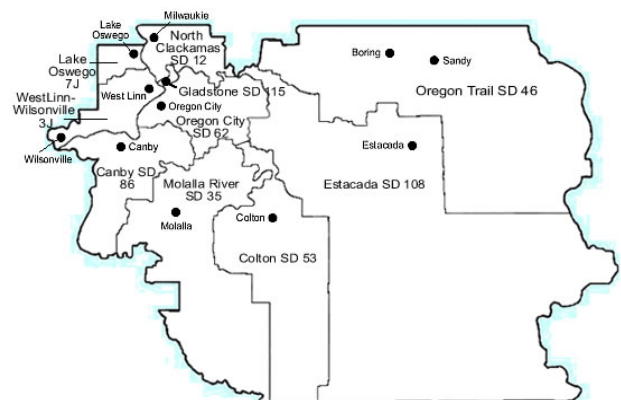 Milwaukie
Lake
Oswego
North
Clackamas
SD 12
Lake
Oswego
7J
Boring
Sandy
Oregon Trail SD 46
West Linn
Gladstone SD 115
WestLinn-
Wilsonville
3J
Oregon City
Oregon City
SD 62
Wilsonville
Canby
Estacada
Canby SD
86
Molalla River
SD 35
Estacada SD 108
Molalla
Colton
Colton SD 53